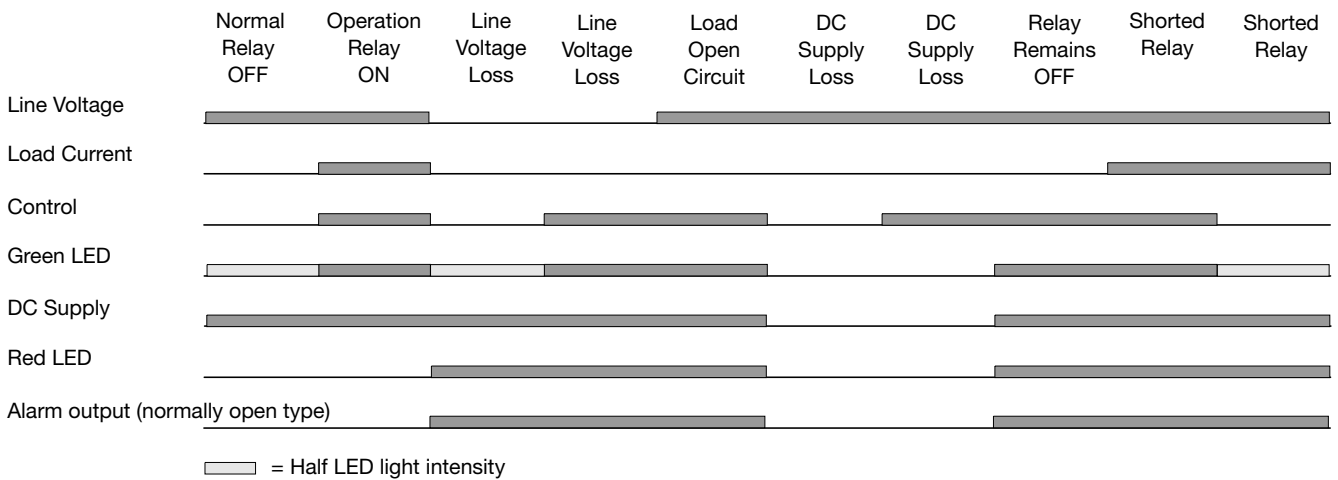 Normal Relay OFF
Operation Relay ON
Line Voltage Loss
Line Voltage Loss
Load Open Circuit
DC Supply Loss
DC Supply Loss
Relay Remains OFF
Shorted Relay
Shorted Relay
Line Voltage
Load Current
Control
Green LED
DC Supply
Red LED
Alarm output (normally open type)
= Half LED light intensity